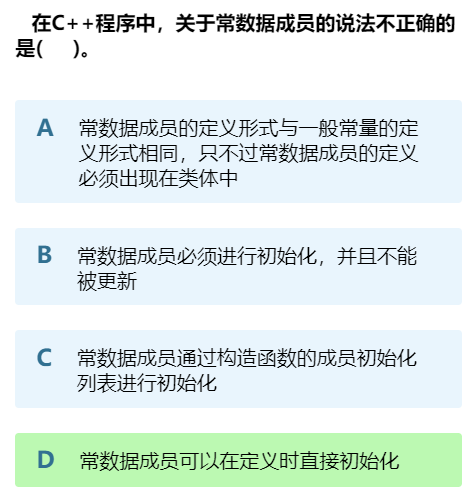 在C++程序中，关于常数据成员的说法不正确的
是(　　)。
A 常数据成员的定义形式与一般常量的定
义形式相同，只不过常数据成员的定义
必须出现在类体中
B 常数据成员必须进行初始化，并且不能
被更新
C 常数据成员通过构造函数的成员初始化
列表进行初始化
D 常数据成员可以在定义时直接初始化